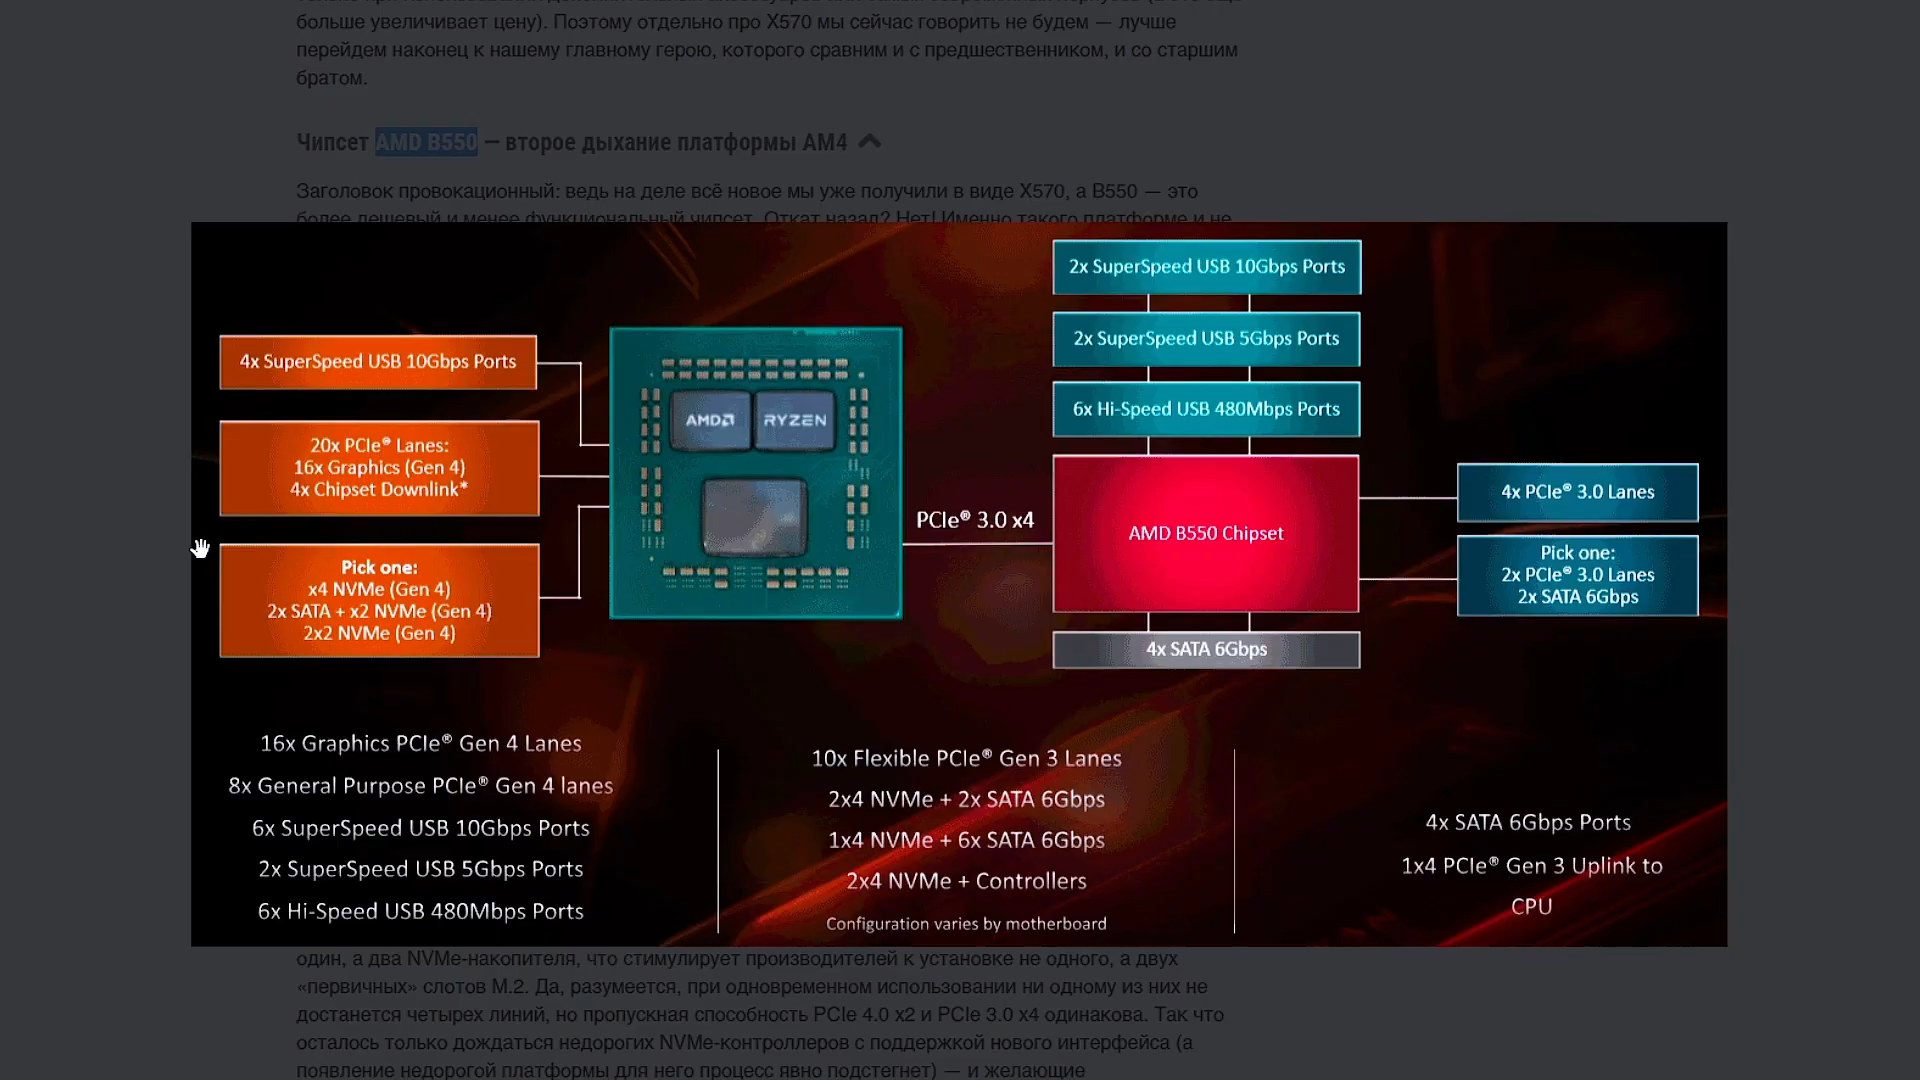 больше увеличивает цену). Поэтому отдельно про X570 мы сейчас говорить не будем — лучше
перейдем наконец к нашему главному герою, которого сравним и с предшественником, и со старшим
братом.
Чипсет AMD B550 — второе дыхание платформы AM4
Заголовок провокационный: ведь на деле всё новое мы уже получили в виде X570, а B550 — это
более дешевый и менее функциональный чипсет. Откат назад? Нет! Именно такого платформе и не
2x SuperSpeed USB 10Gbps Ports
2x SuperSpeed USB 5Gbps Ports
6x Hi-Speed USB 480Mbps Ports
4x SuperSpeed USB 10Gbps Ports
20x PCIe® Lanes:
16x Graphics (Gen 4)
4x Chipset Downlink*
Pick one:
x4 NVMe (Gen 4)
2x SATA + x2 NVMe (Gen 4)
2x2 NVMe (Gen 4)
AMD RYZEN
PCIe® 3.0 x4
AMD B550 Chipset
4x PCIe® 3.0 Lanes
Pick one:
2x PCIe® 3.0 Lanes
2x SATA 6Gbps
4x SATA 6Gbps
16x Graphics PCIe® Gen 4 Lanes
8x General Purpose PCIe® Gen 4 lanes
6x SuperSpeed USB 10Gbps Ports
2x SuperSpeed USB 5Gbps Ports
6x Hi-Speed USB 480Mbps Ports
10x Flexible PCIe® Gen 3 Lanes
2x4 NVMe + 2x SATA 6Gbps
1x4 NVMe + 6x SATA 6Gbps
2x4 NVMe + Controllers
Configuration varies by motherboard
4x SATA 6Gbps Ports
1x4 PCIe® Gen 3 Uplink to
CPU
один, а два NVMe-накопителя, что стимулирует производителей к установке не одного, а двух
«первичных» слотов М.2. Да, разумеется, при одновременном использовании ни одному из них не
достанется четырех линий, но пропускная способность PCIe 4.0 x2 и PCIe 3.0 x4 одинакова. Так что
осталось только дождаться недорогих NVMe-контроллеров с поддержкой нового интерфейса (а
появление недорогой платформы для него процесс явно подстегнет) — и желающие